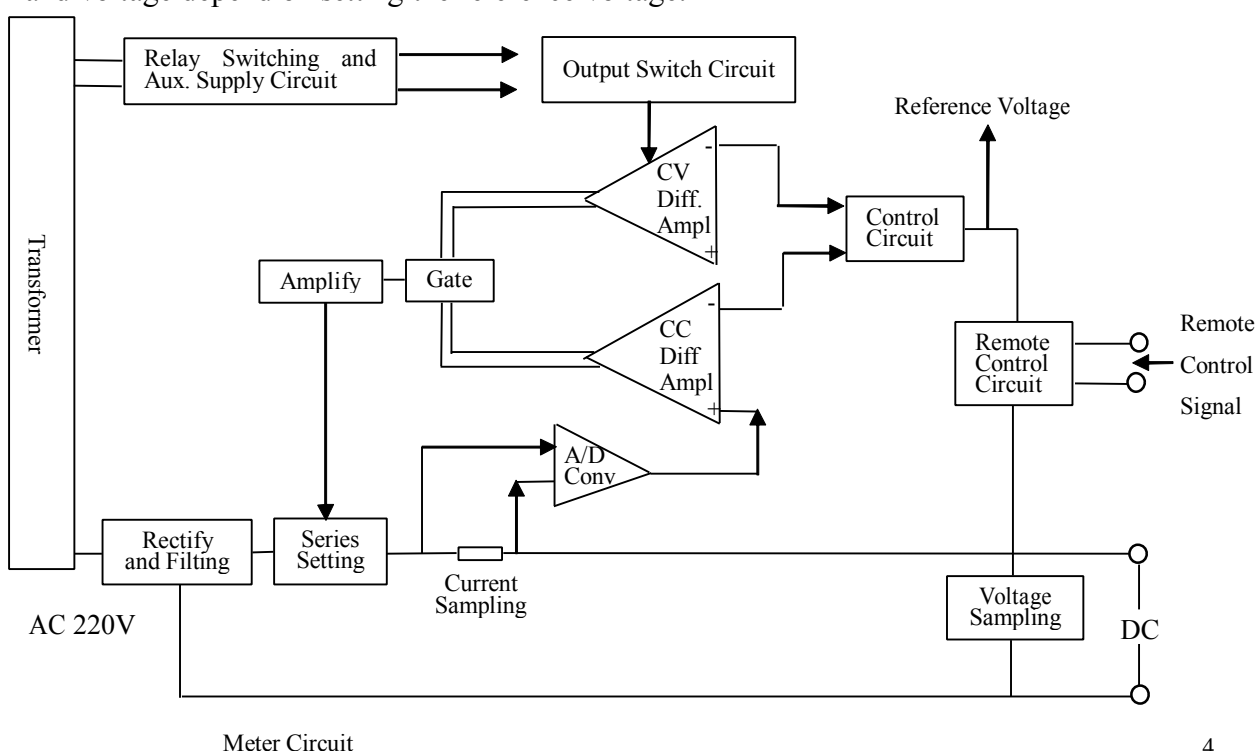 and voltage depend on setting the reference voltage.
Relay Switching and
Aux. Supply Circuit
Output Switch Circuit
Reference Voltage
-
CV
Diff.
Ampl
+
Control
Circuit
Transformer
Amplify
Gate
-
CC
Diff
Ampl
+
Remote
Control
Circuit
Remote
Control
Signal
A/D
Conv
Rectify
and Filting
Series
Setting
Current
Sampling
Voltage
Sampling
AC 220V
DC
Meter Circuit
4